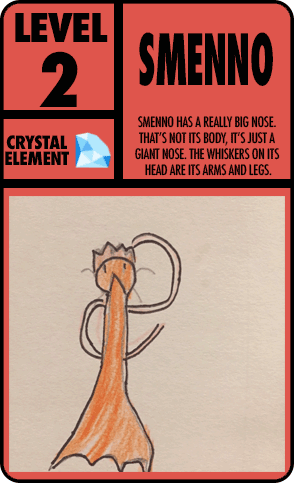 LEVEL
2
SMENNO
SMENNO HAS A REALLY BIG NOSE.
THAT'S NOT ITS BODY, IT'S JUST A
GIANT NOSE. THE WHISKERS ON ITS
HEAD ARE ITS ARMS AND LEGS.
CRYSTAL
ELEMENT